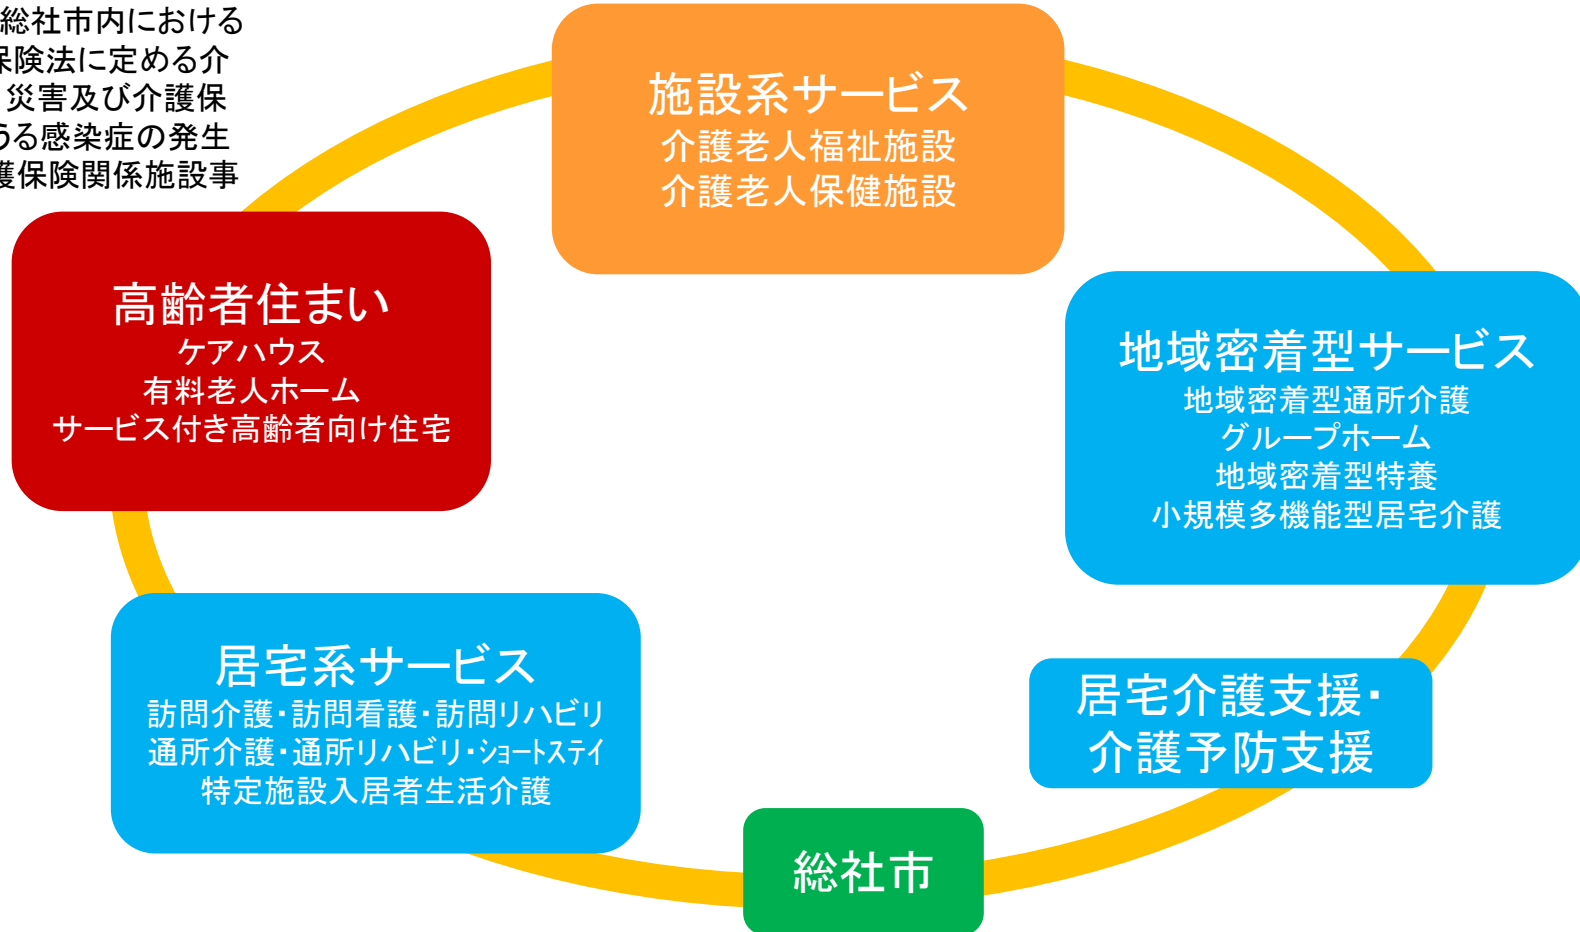 総社市内における
保険法に定める介
災害及び介護保
うる感染症の発生
護保険関係施設事
施設系サービス
介護老人福祉施設
介護老人保健施設
高齢者住まい
ケアハウス
有料老人ホーム
サービス付き高齢者向け住宅
地域密着型サービス
地域密着型通所介護
グループホーム
地域密着型特養
小規模多機能型居宅介護
居宅系サービス
訪問介護・訪問看護・訪問リハビリ
通所介護・通所リハビリ・ショートステイ
特定施設入居者生活介護
居宅介護支援・
介護予防支援
総社市